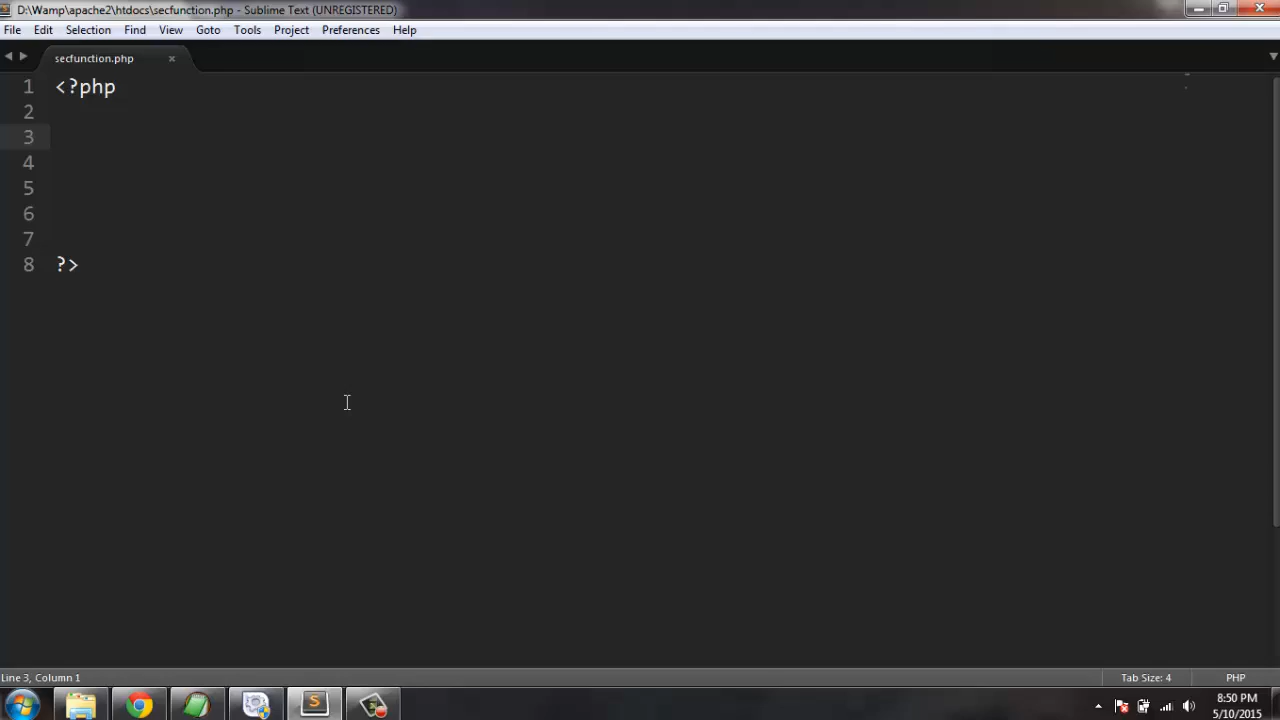 D:\Wamp\apache2\htdocs\secfunction.php - Sublime Text (UNREGISTERED)
File Edit Selection Find View Goto Tools Project Preferences Help
secfunction.php ×
1 <?php
2
3
4
5
6
7
8 ?>
Line 3, Column 1 Tab Size: 4 PHP
8:50 PM
5/10/2015